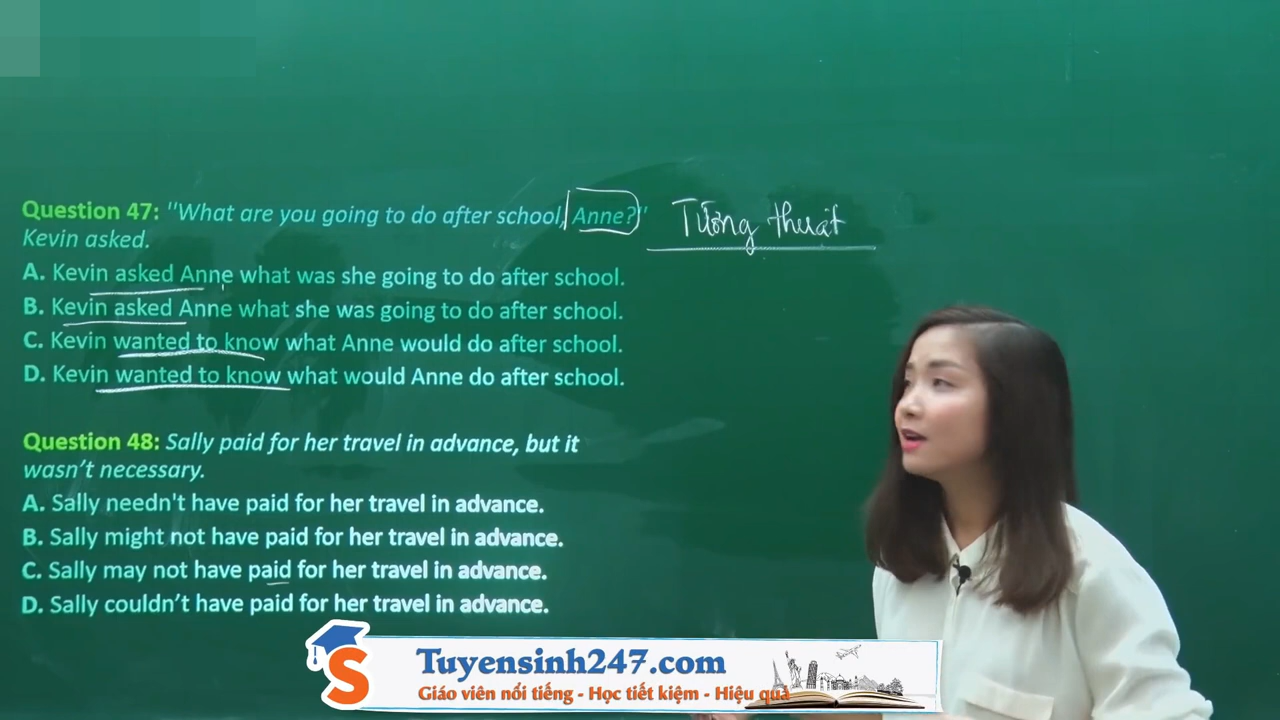 Question 47: "What are you going to do after school, Anne?" Tường thuật
Kevin asked.
A. Kevin asked Anne what was she going to do after school.
B. Kevin asked Anne what she was going to do after school.
C. Kevin wanted to know what Anne would do after school.
D. Kevin wanted to know what would Anne do after school.
Question 48: Sally paid for her travel in advance, but it
wasn't necessary.
A. Sally needn't have paid for her travel in advance.
B. Sally might not have paid for her travel in advance.
C. Sally may not have paid for her travel in advance.
D. Sally couldn't have paid for her travel in advance.
S Tuyensinh247.com
Giáo viên nổi tiếng - Học tiết kiệm - Hiệu quả